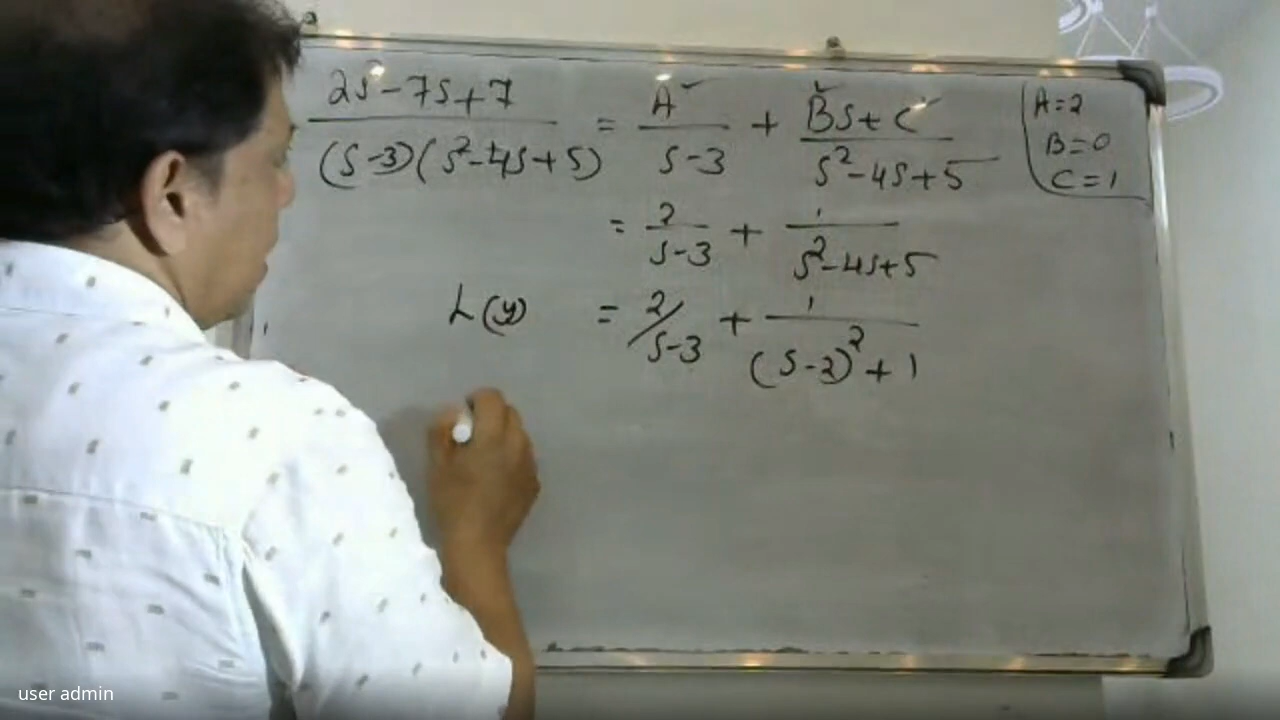 2s²-7s+7 / (s-3)(s²-4s+5) = A / s-3 + Bs+C / s²-4s+5
A=2
B=0
C=1
= 2 / s-3 + 1 / s²-4s+5
L(y) = 2/s-3 + 1 / (s-2)²+1
user admin